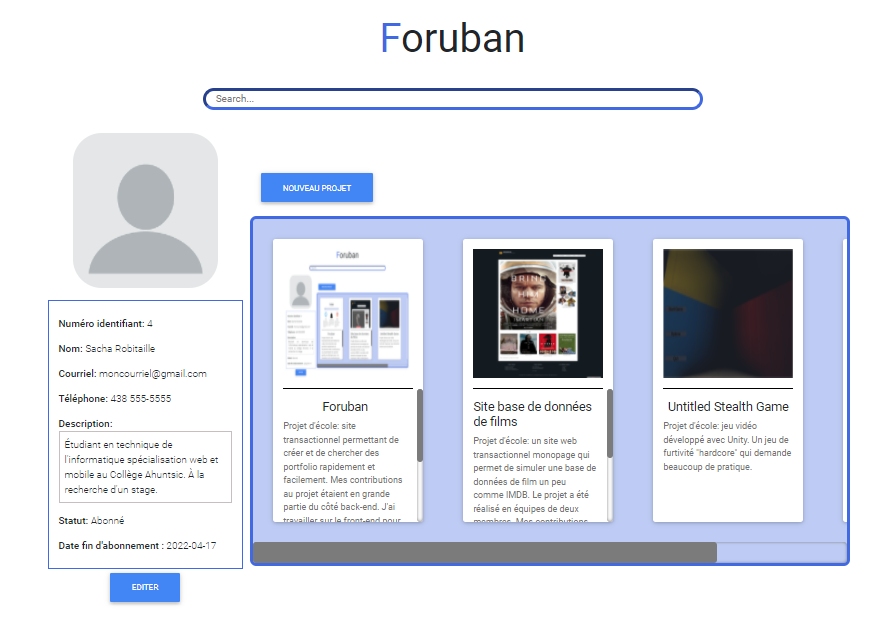 Foruban
Search...
NOUVEAU PROJET
Numéro identifiant: 4
Nom: Sacha Robitaille
Courriel: moncourriel@gmail.com
Téléphone: 438 555-5555
Description:
Étudiant en technique de
l'informatique spécialisation web et
mobile au Collège Ahuntsic. À la
recherche d'un stage.
Statut: Abonné
Date fin d'abonnement : 2022-04-17
EDITER
Foruban
Foruban
Projet d'école: site
transactionnel permettant de
créer et de chercher des
portfolio rapidement et
facilement. Mes contributions
au projet étaient en grande
partie du côté back-end. J'ai
travailler sur le front-end pour
BRING
HIM
HOME
Site base de données
de films
Projet d'école: un site web
transactionnel monopage qui
permet de simuler une base de
données de film un peu
comme IMDB. Le projet a été
réalisé en équipes de deux
membres. Mes contributions
Untitled Stealth Game
Projet d'école: jeu vidéo
développé avec Unity. Un jeu de
furtivité "hardcore" qui demande
beaucoup de pratique.